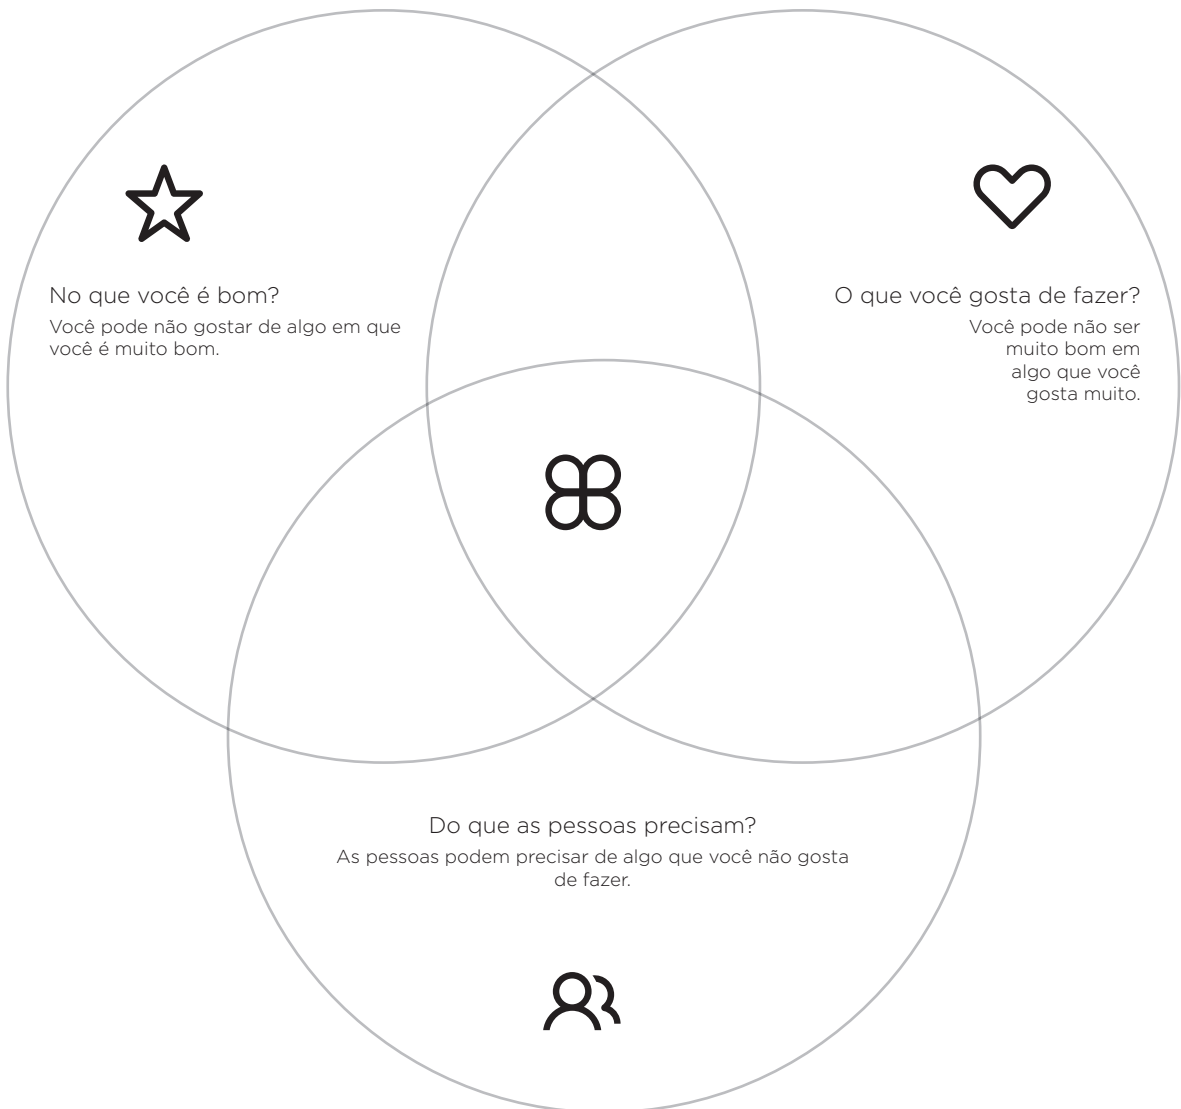 No que você é bom?
Você pode não gostar de algo em que
você é muito bom.
O que você gosta de fazer?
Você pode não ser
muito bom em
algo que você
gosta muito.
Do que as pessoas precisam?
As pessoas podem precisar de algo que você não gosta
de fazer.